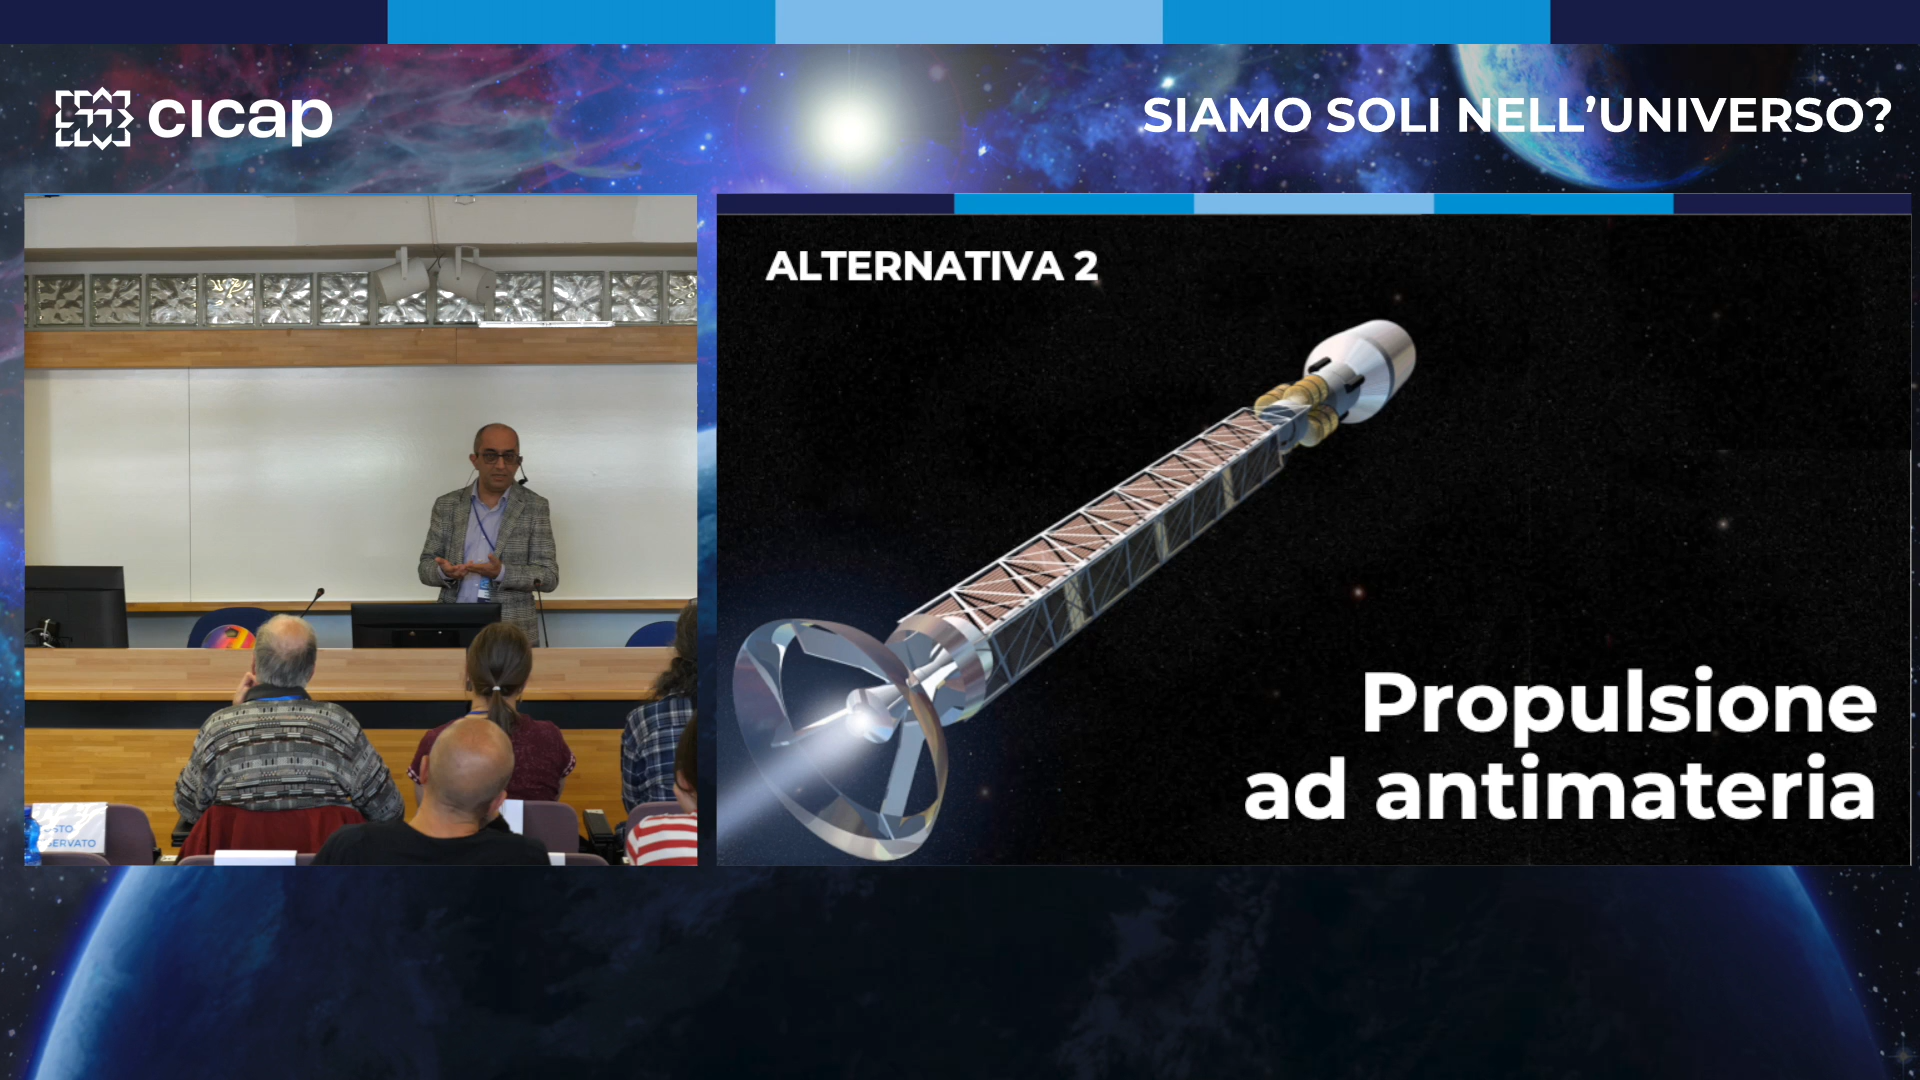 cicap
SIAMO SOLI NELL'UNIVERSO?
ALTERNATIVA 2
Propulsione
ad antimateria